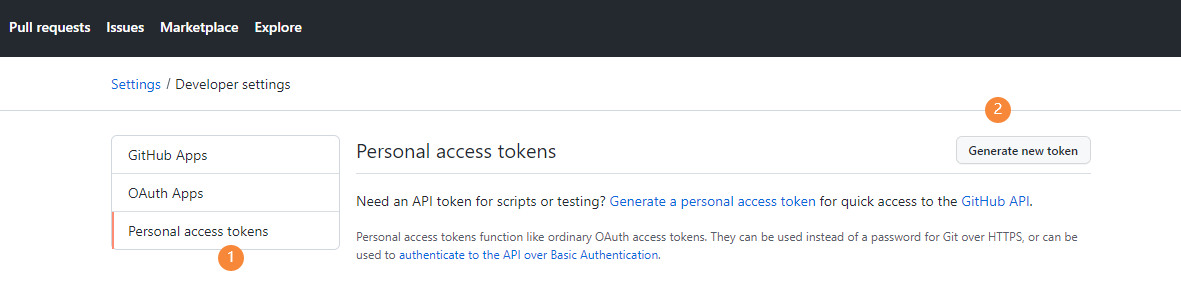 Pull requests Issues Marketplace Explore
Settings / Developer settings
2
GitHub Apps
OAuth Apps
Personal access tokens
1
Personal access tokens
Generate new token
Need an API token for scripts or testing? Generate a personal access token for quick access to the GitHub API.
Personal access tokens function like ordinary OAuth access tokens. They can be used instead of a password for Git over HTTPS, or can be
used to authenticate to the API over Basic Authentication.